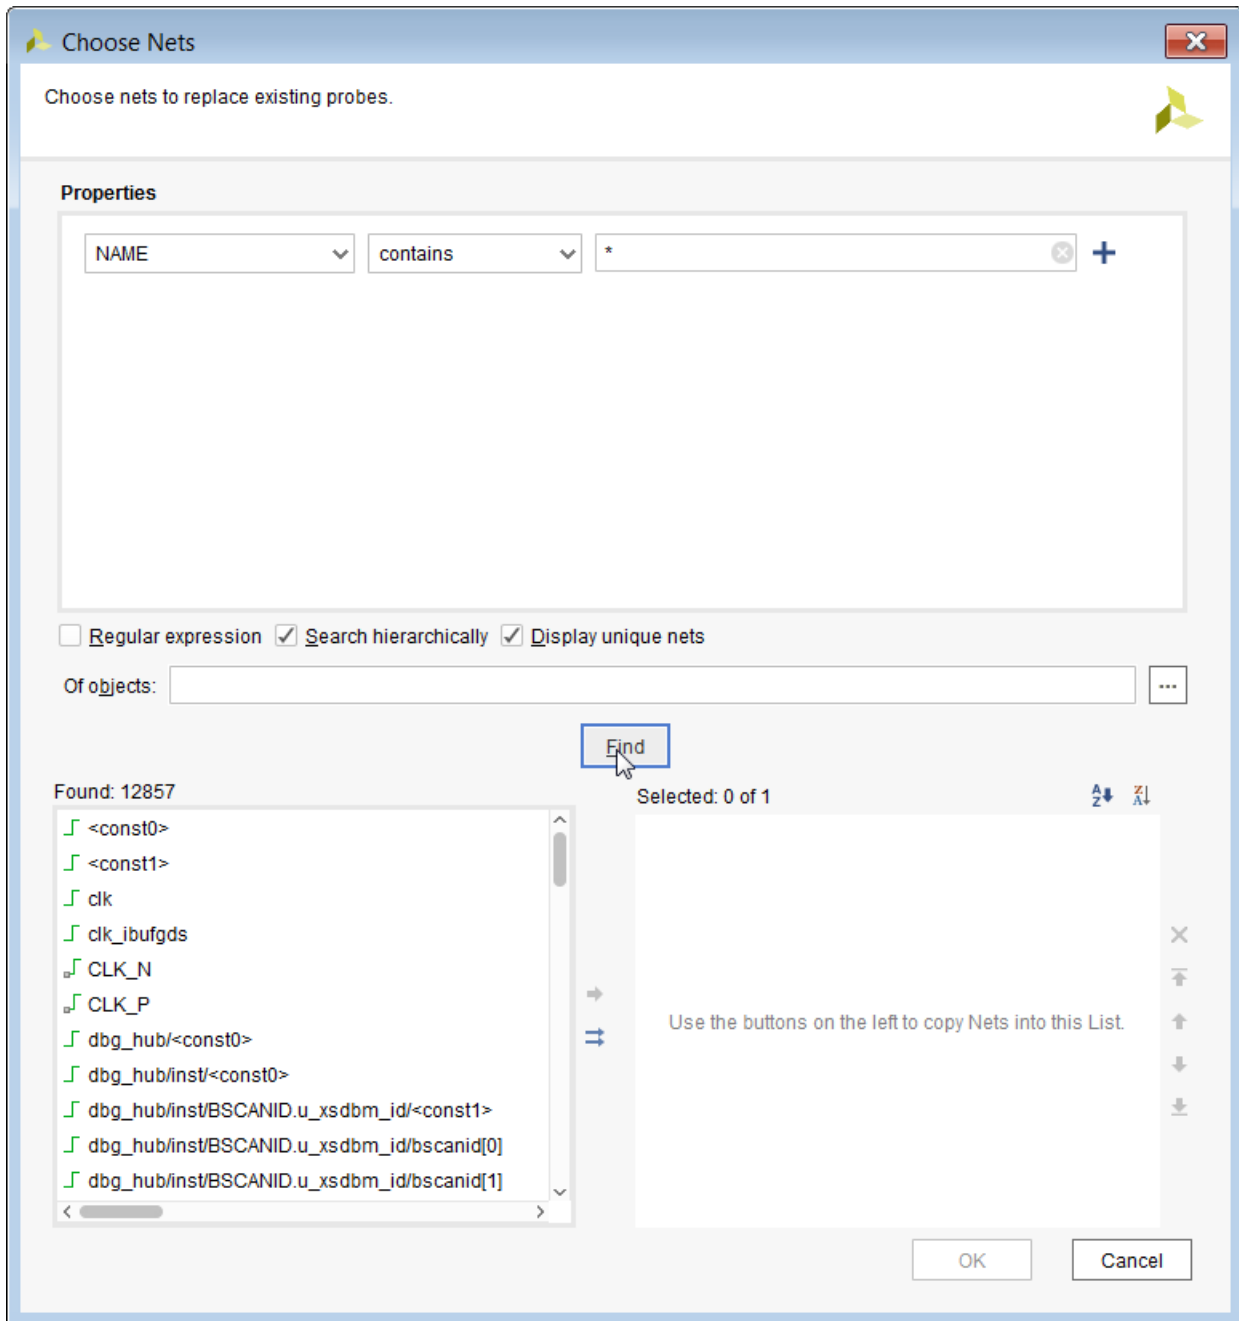 Choose Nets
Choose nets to replace existing probes.
Properties
NAME contains *
Regular expression Search hierarchically Display unique nets
Of objects: ...
Find
Found: 12857
Selected: 0 of 1
<const0>
<const1>
clk
clk_ibufgds
CLK_N
CLK_P
dbg_hub/<const0>
dbg_hub/inst/<const0>
dbg_hub/inst/BSCANID.u_xsdbm_id/<const1>
dbg_hub/inst/BSCANID.u_xsdbm_id/bscanid[0]
dbg_hub/inst/BSCANID.u_xsdbm_id/bscanid[1]
Use the buttons on the left to copy Nets into this List.
OK Cancel